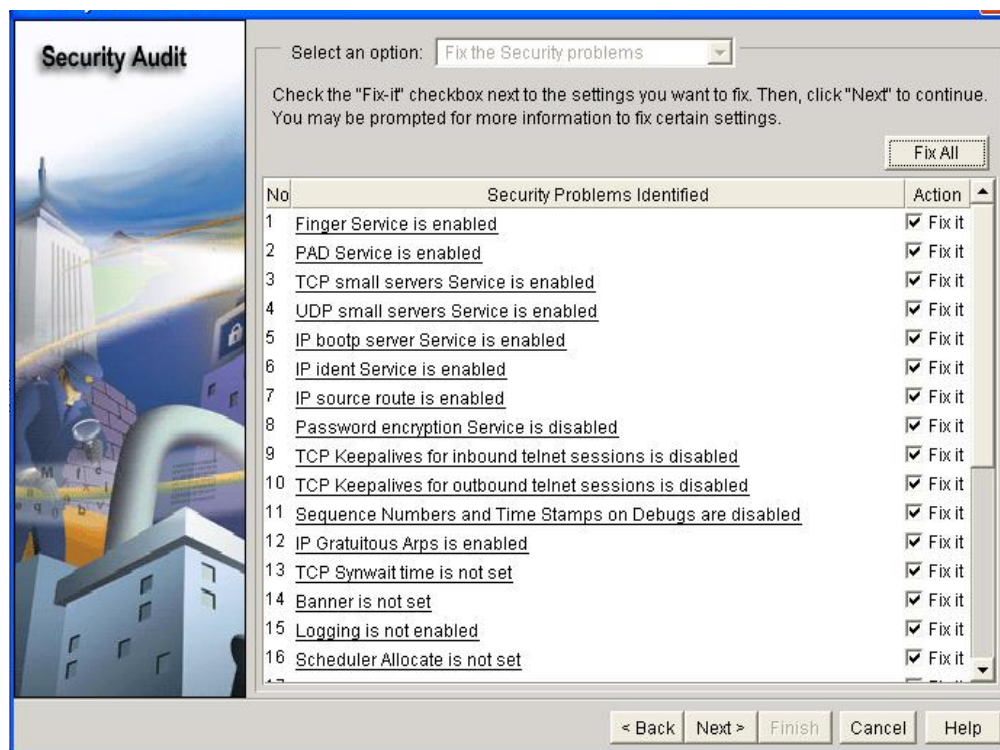 Security Audit
Select an option: Fix the Security problems
Check the "Fix-it" checkbox next to the settings you want to fix. Then, click "Next" to continue.
You may be prompted for more information to fix certain settings.
Fix All
No Security Problems Identified Action
1 Finger Service is enabled Fix it
2 PAD Service is enabled Fix it
3 TCP small servers Service is enabled Fix it
4 UDP small servers Service is enabled Fix it
5 IP bootp server Service is enabled Fix it
6 IP ident Service is enabled Fix it
7 IP source route is enabled Fix it
8 Password encryption Service is disabled Fix it
9 TCP Keepalives for inbound telnet sessions is disabled Fix it
10 TCP Keepalives for outbound telnet sessions is disabled Fix it
11 Sequence Numbers and Time Stamps on Debugs are disabled Fix it
12 IP Gratuitous Arps is enabled Fix it
13 TCP Synwait time is not set Fix it
14 Banner is not set Fix it
15 Logging is not enabled Fix it
16 Scheduler Allocate is not set Fix it
< Back Next > Finish Cancel Help